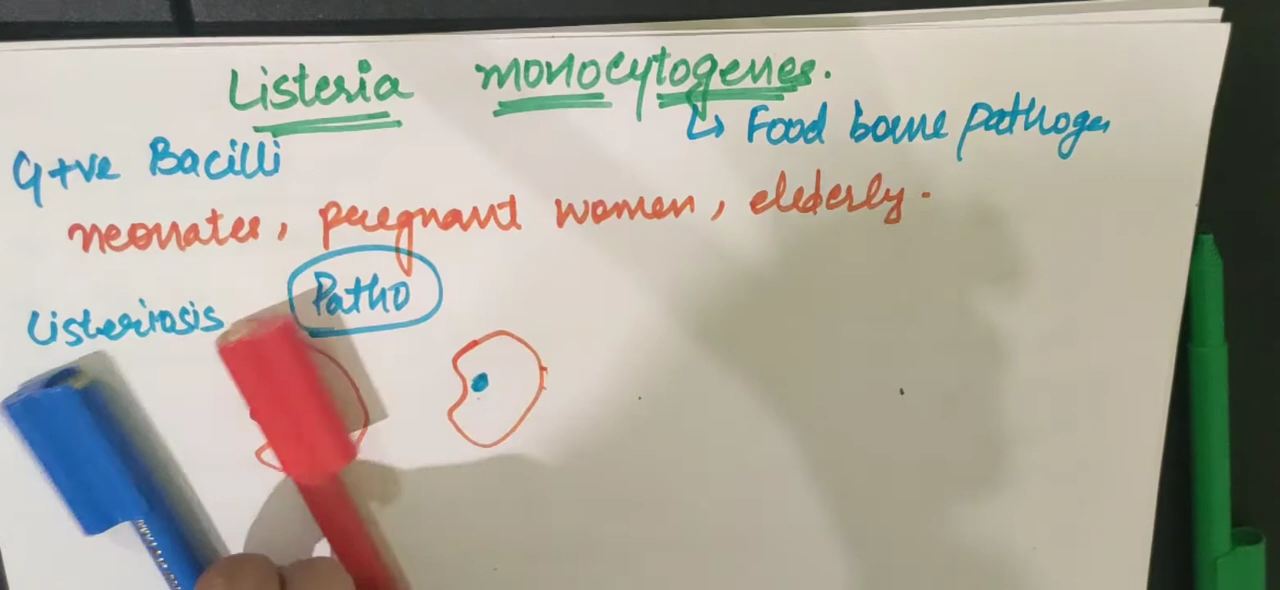 Listeria monocytogenes.
↳ Food borne pathogen
G+ve Bacilli
neonates, pregnant women, elderly.
Patho
Listeriosis